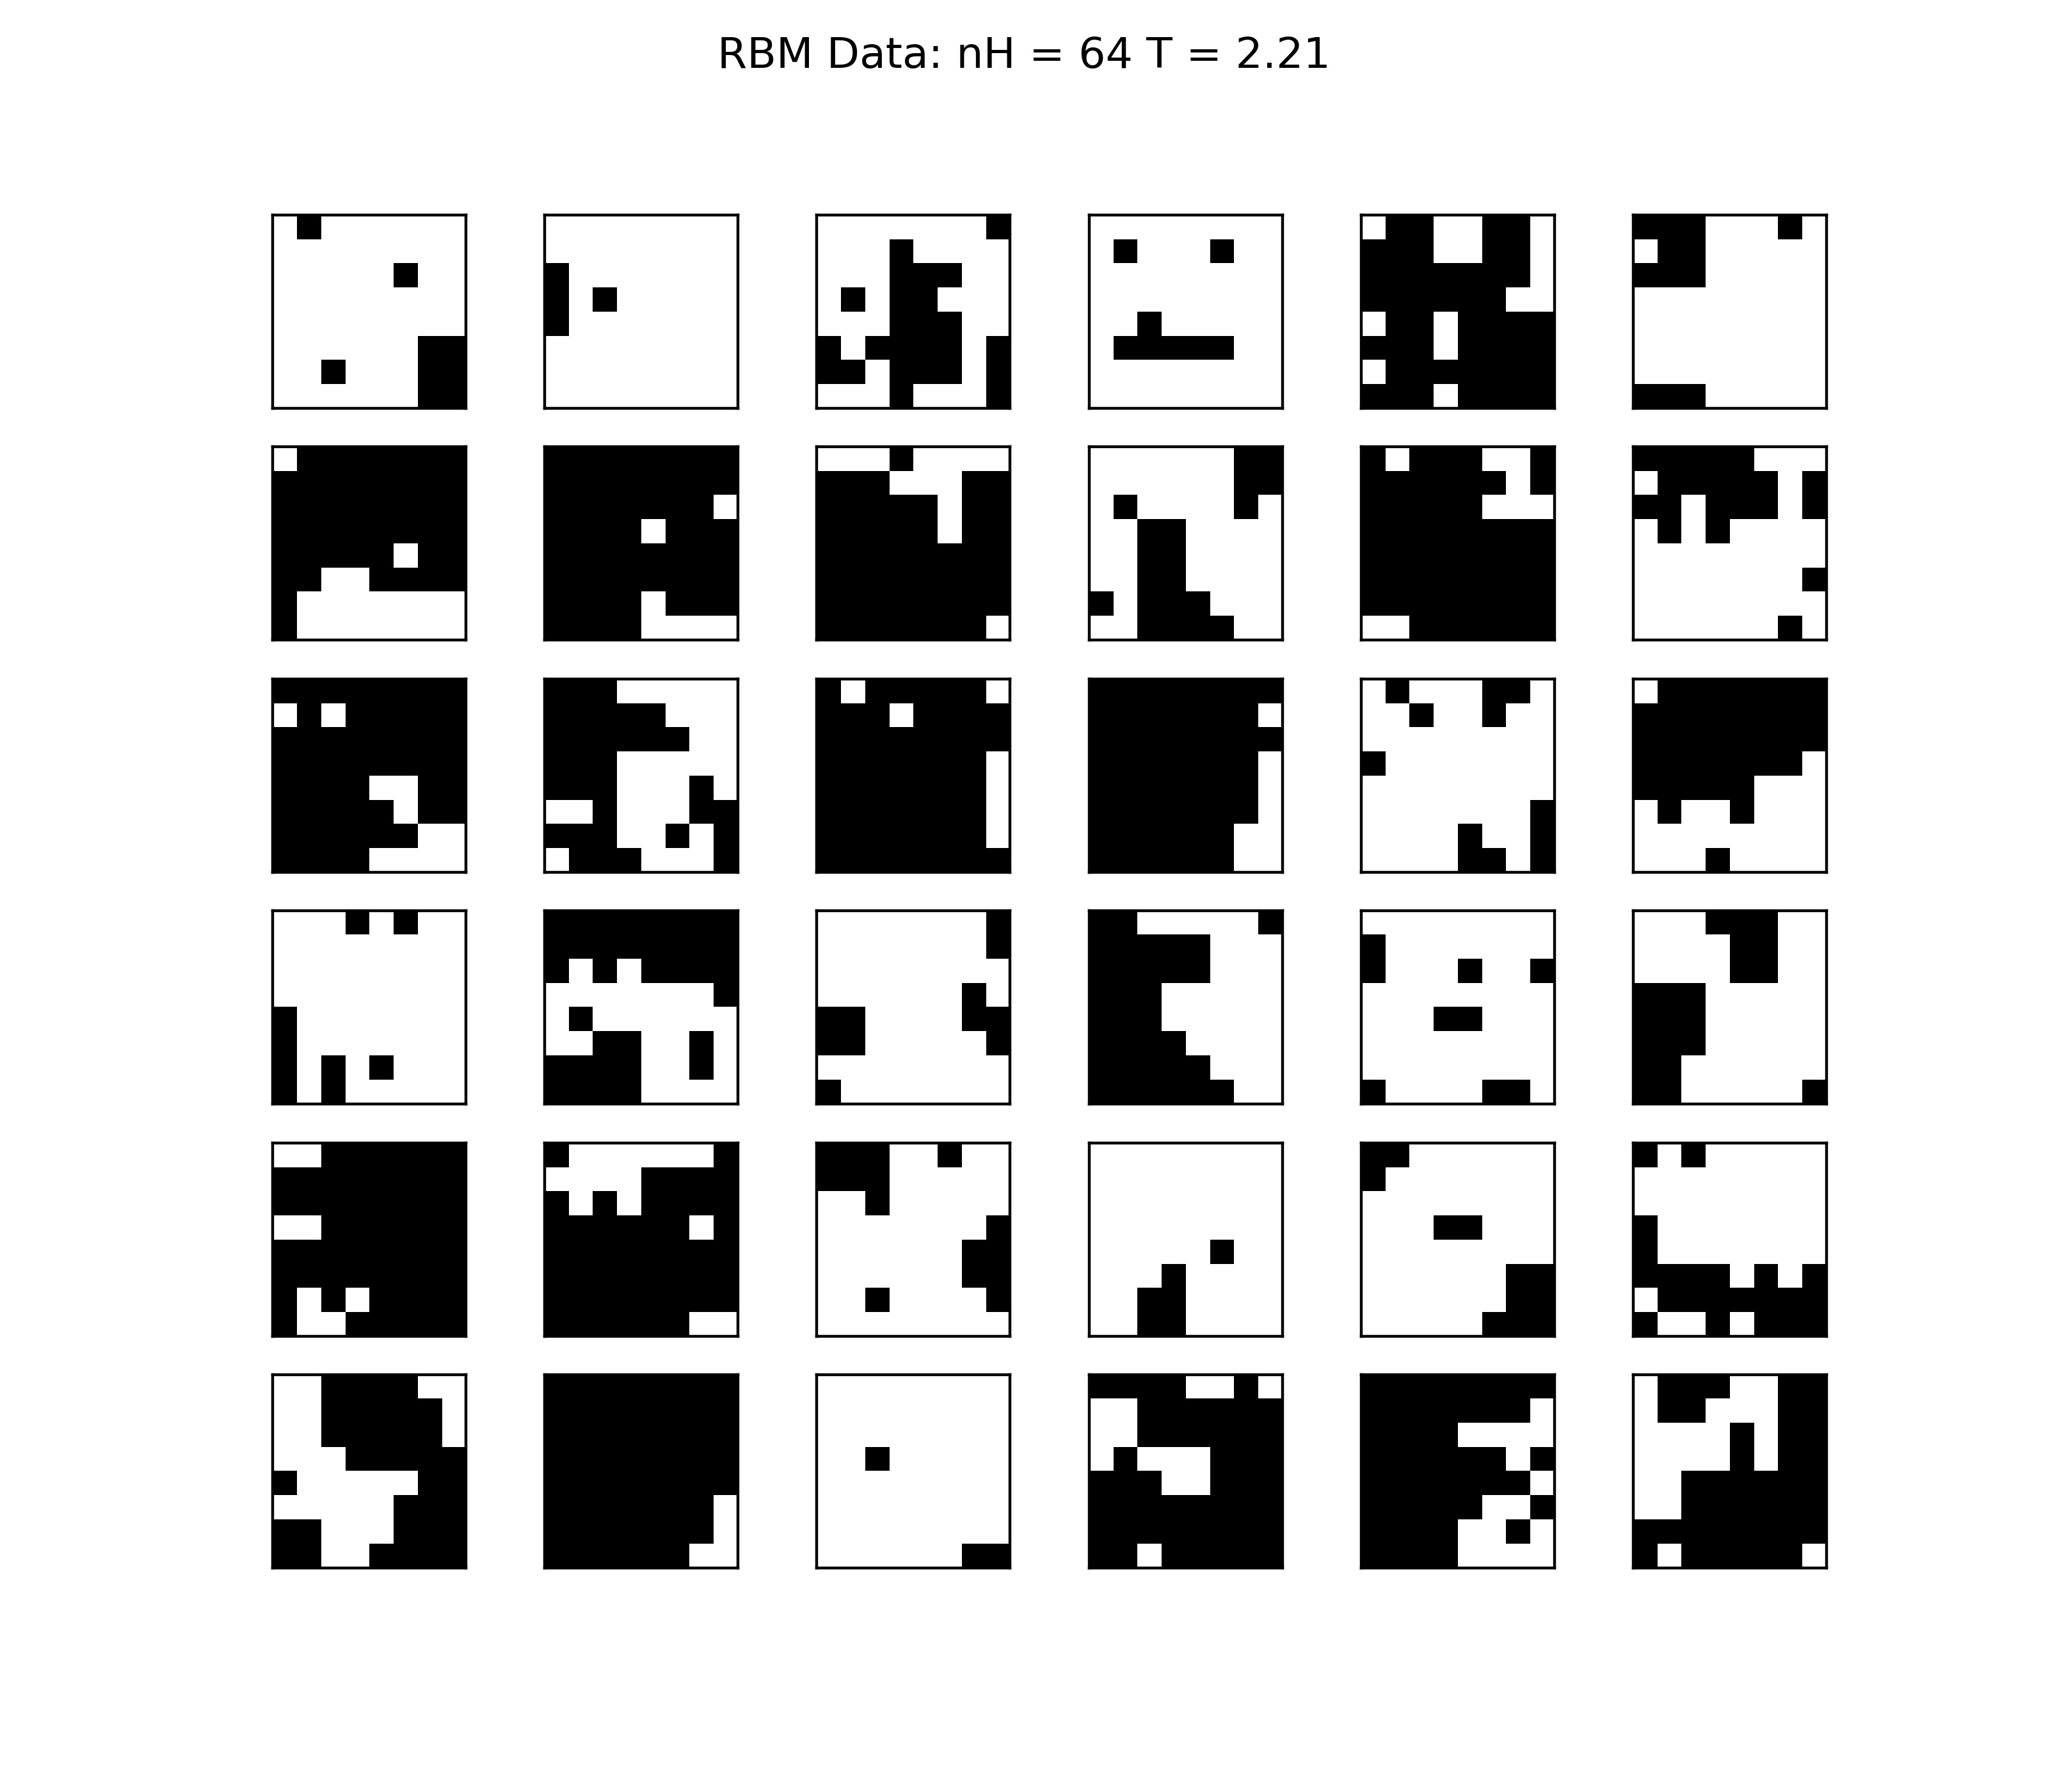 RBM Data: nH = 64 T = 2.21